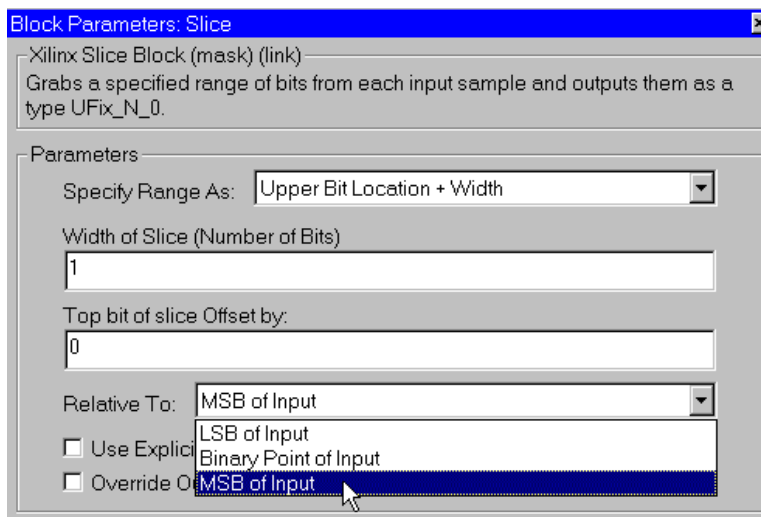 Block Parameters: Slice
Xilinx Slice Block (mask) (link)
Grabs a specified range of bits from each input sample and outputs them as a
type UFix_N_0.
Parameters
Specify Range As: Upper Bit Location + Width
Width of Slice (Number of Bits)
1
Top bit of slice Offset by:
0
Relative To: MSB of Input
LSB of Input
Use Explici Binary Point of Input
Override O MSB of Input